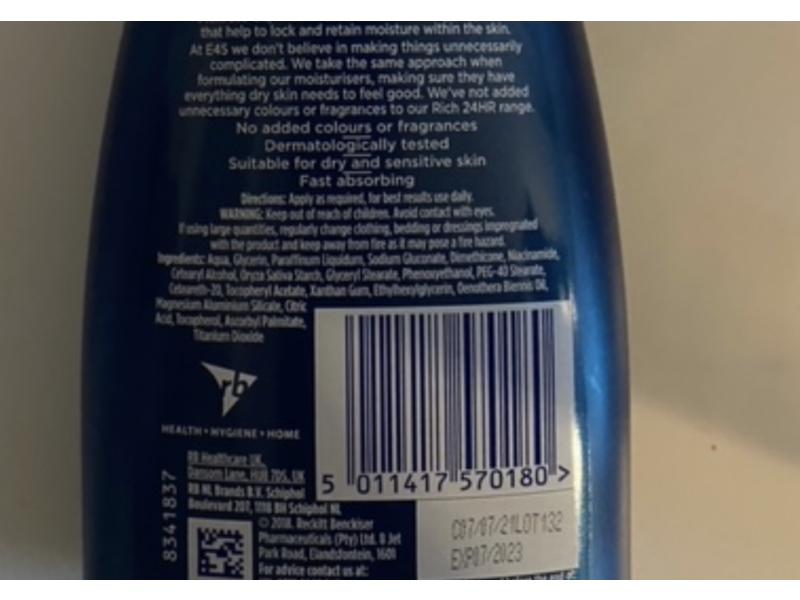 that help to lock and retain moisture within the skin.
At E45 we don't believe in making things unnecessarily
complicated. We take the same approach when
formulating our moisturisers, making sure they have
everything dry skin needs to feel good. We've not added
unnecessary colours or fragrances to our Rich 24HR range.
No added colours or fragrances
Dermatologically tested
Suitable for dry and sensitive skin
Fast absorbing
Directions: Apply as required, for best results use daily.
WARNING: Keep out of reach of children. Avoid contact with eyes.
If using large quantities, regularly change clothing, bedding or dressings impregnated
with the product and keep away from fire as it may pose a fire hazard.
Ingredients: Aqua, Glycerin, Paraffinum Liquidum, Sodium Gluconate, Dimethicone, Niacinamide,
Cetearyl Alcohol, Oryza Sativa Starch, Glyceryl Stearate, Phenoxyethanol, PEG-40 Stearate,
Ceteareth-20, Tocopheryl Acetate, Xanthan Gum, Ethylhexylglycerin, Oenothera Biennis Oil,
Magnesium Aluminium Silicate, Citric
Acid, Tocopherol, Ascorbyl Palmitate,
Titanium Dioxide
rb
HEALTH • HYGIENE • HOME
RB Healthcare UK,
Dansom Lane, HU8 7DS, UK
RB NL Brands B.V. Schiphol
Boulevard 207, 1118 BH Schiphol NL
© 2018. Reckitt Benckiser
Pharmaceuticals (Pty) Ltd. 8 Jet
Park Road, Elandsfontein, 1601
For advice contact us at:
8341837
5 011417 570180 >
C07/07/21LOT132
EXP07/2023